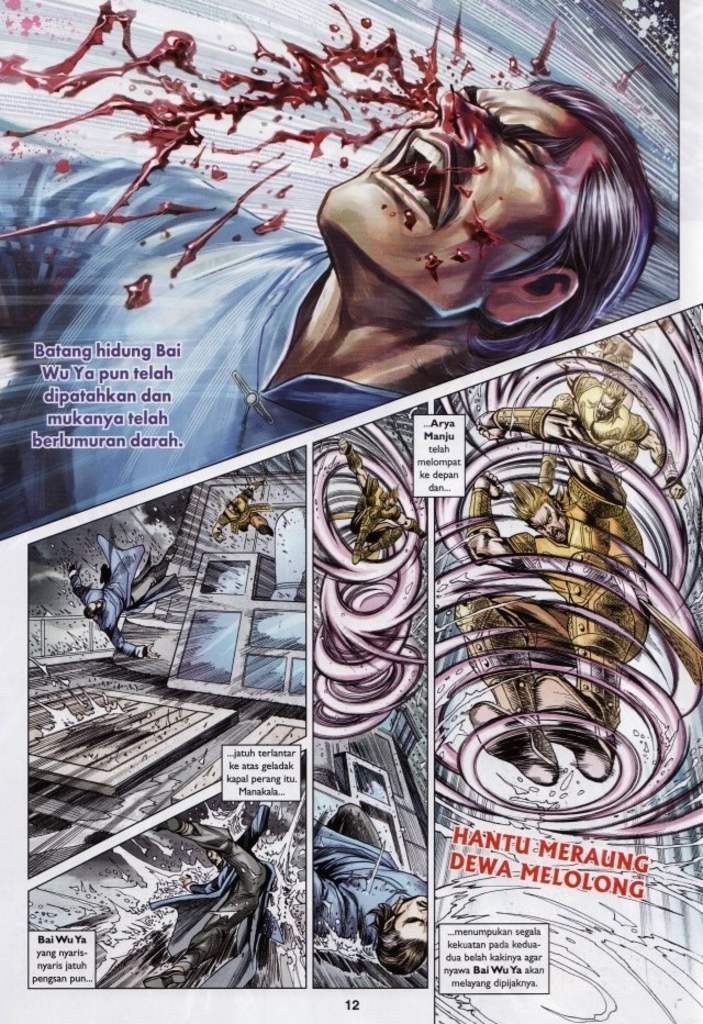 Batang hidung Bai
Wu Ya pun telah
dipatahkan dan
mukanya telah
berlumuran darah.
Bai Wu Ya
yang nyaris-
nyaris jatuh
pengsan pun...
...jatuh terlantar
ke atas geladak
kapal perang itu.
Manakala...
...Arya
Manju
telah
melompat
ke depan
dan...
HANTU MERAUNG
DEWA MELOLONG
...menumpukan segala
kekuatan pada kedua-
dua belah kakinya agar
nyawa Bai Wu Ya akan
melayang dipijaknya.
12